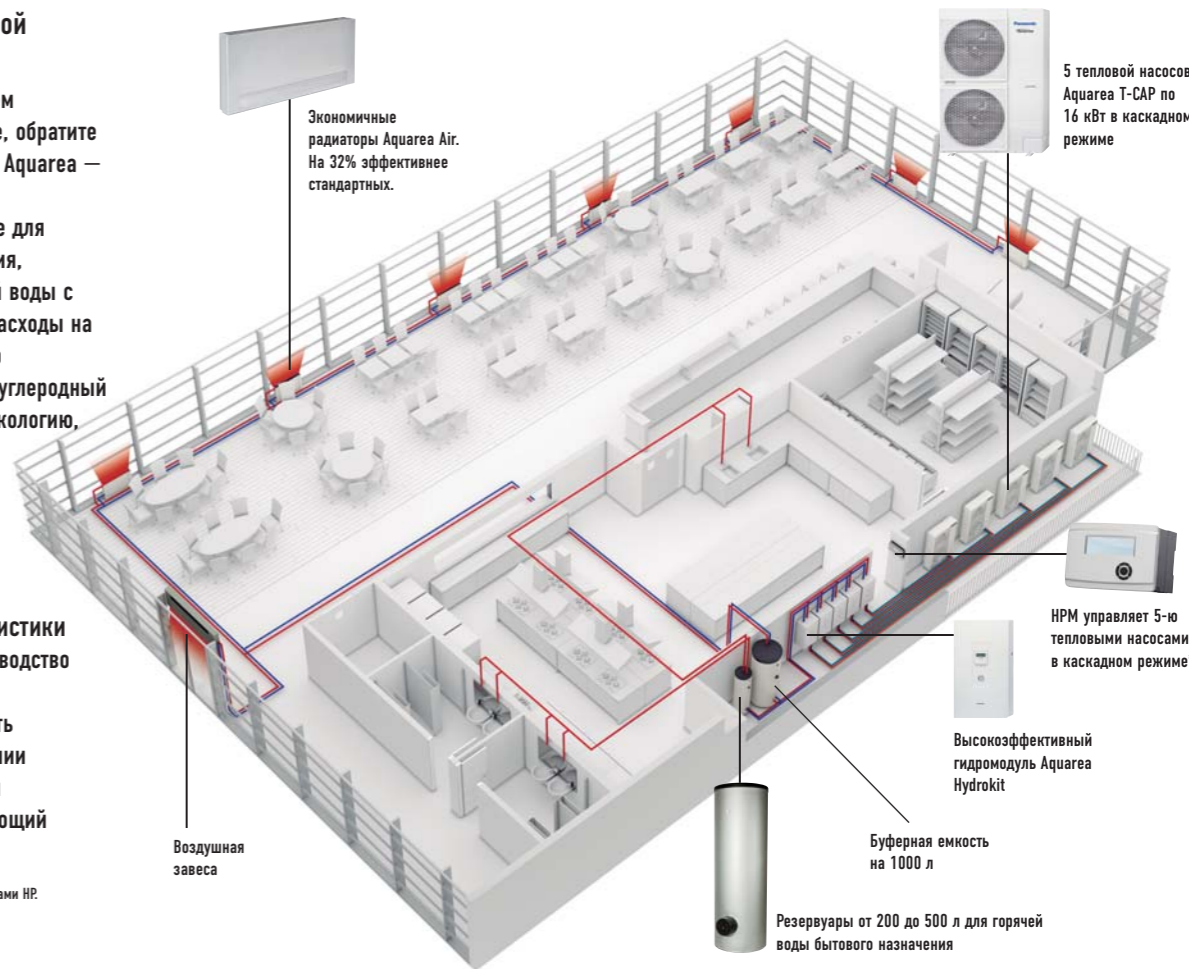 ой
м
е, обратите
Aquarea —
е для
ия,
и воды с
асходы на
о
углеродный
кологию,
истики
водство
ть
нии
и
ощий
ами HP.
Экономичные
радиаторы Aquarea Air.
На 32% эффективнее
стандартных.
Panasonic
5 тепловой насосов
Aquarea T-CAP по
16 кВт в каскадном
режиме
HPM управляет 5-ю
тепловыми насосами
в каскадном режиме
Высокоэффективный
гидромодуль Aquarea
Hydrokit
Буферная емкость
на 1000 л
Резервуары от 200 до 500 л для горячей
воды бытового назначения
Воздушная
завеса